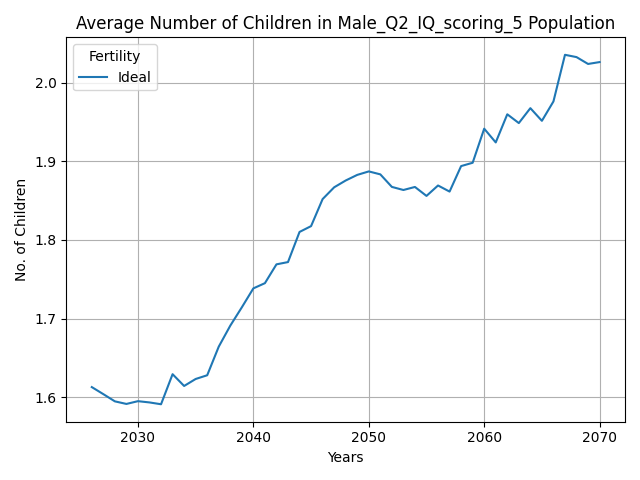 Average Number of Children in Male_Q2_IQ_scoring_5 Population
Fertility
Ideal
No. of Children
2.0
1.9
1.8
1.7
1.6
2030 2040 2050 2060 2070
Years